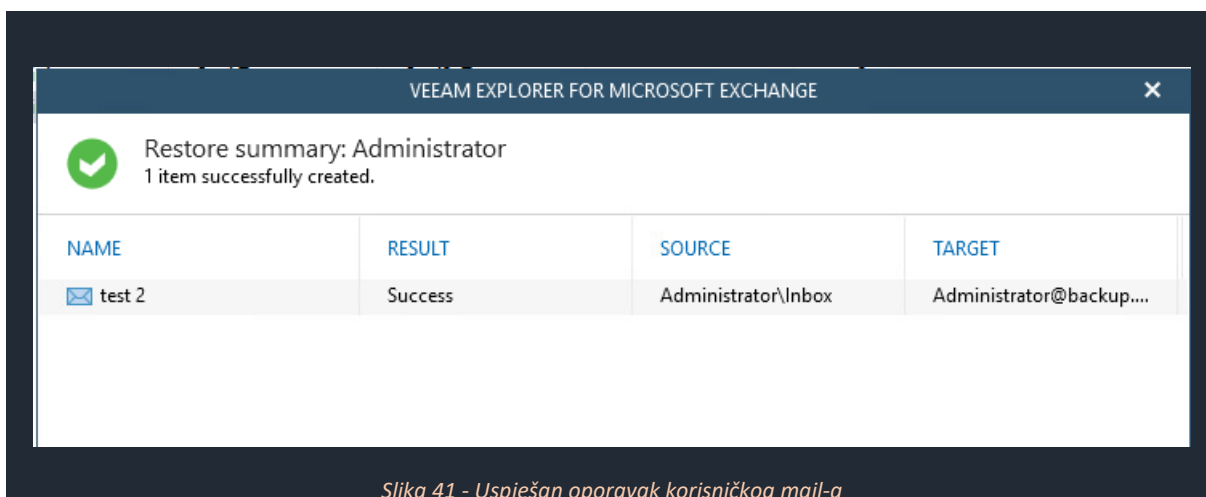 VEEAM EXPLORER FOR MICROSOFT EXCHANGE
Restore summary: Administrator
1 item successfully created.
NAME RESULT SOURCE TARGET
test 2 Success Administrator\Inbox Administrator@backup....
Slika 41 - Uspješan oporavak korisničkog mail-a